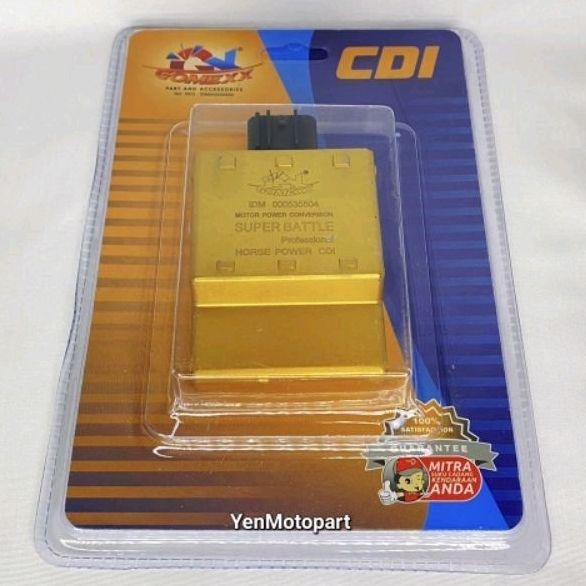 GOMEXX
PART AND ACCESSORIES
CDI
IDM 000535504
MOTOR POWER CONVERSION
SUPER BATTLE
Professional
HORSE POWER CDI
100%
SATISFACTION
GUARANTEE
MITRA
SUKU CADANG
KENDARAAN
ANDA
YenMotopart